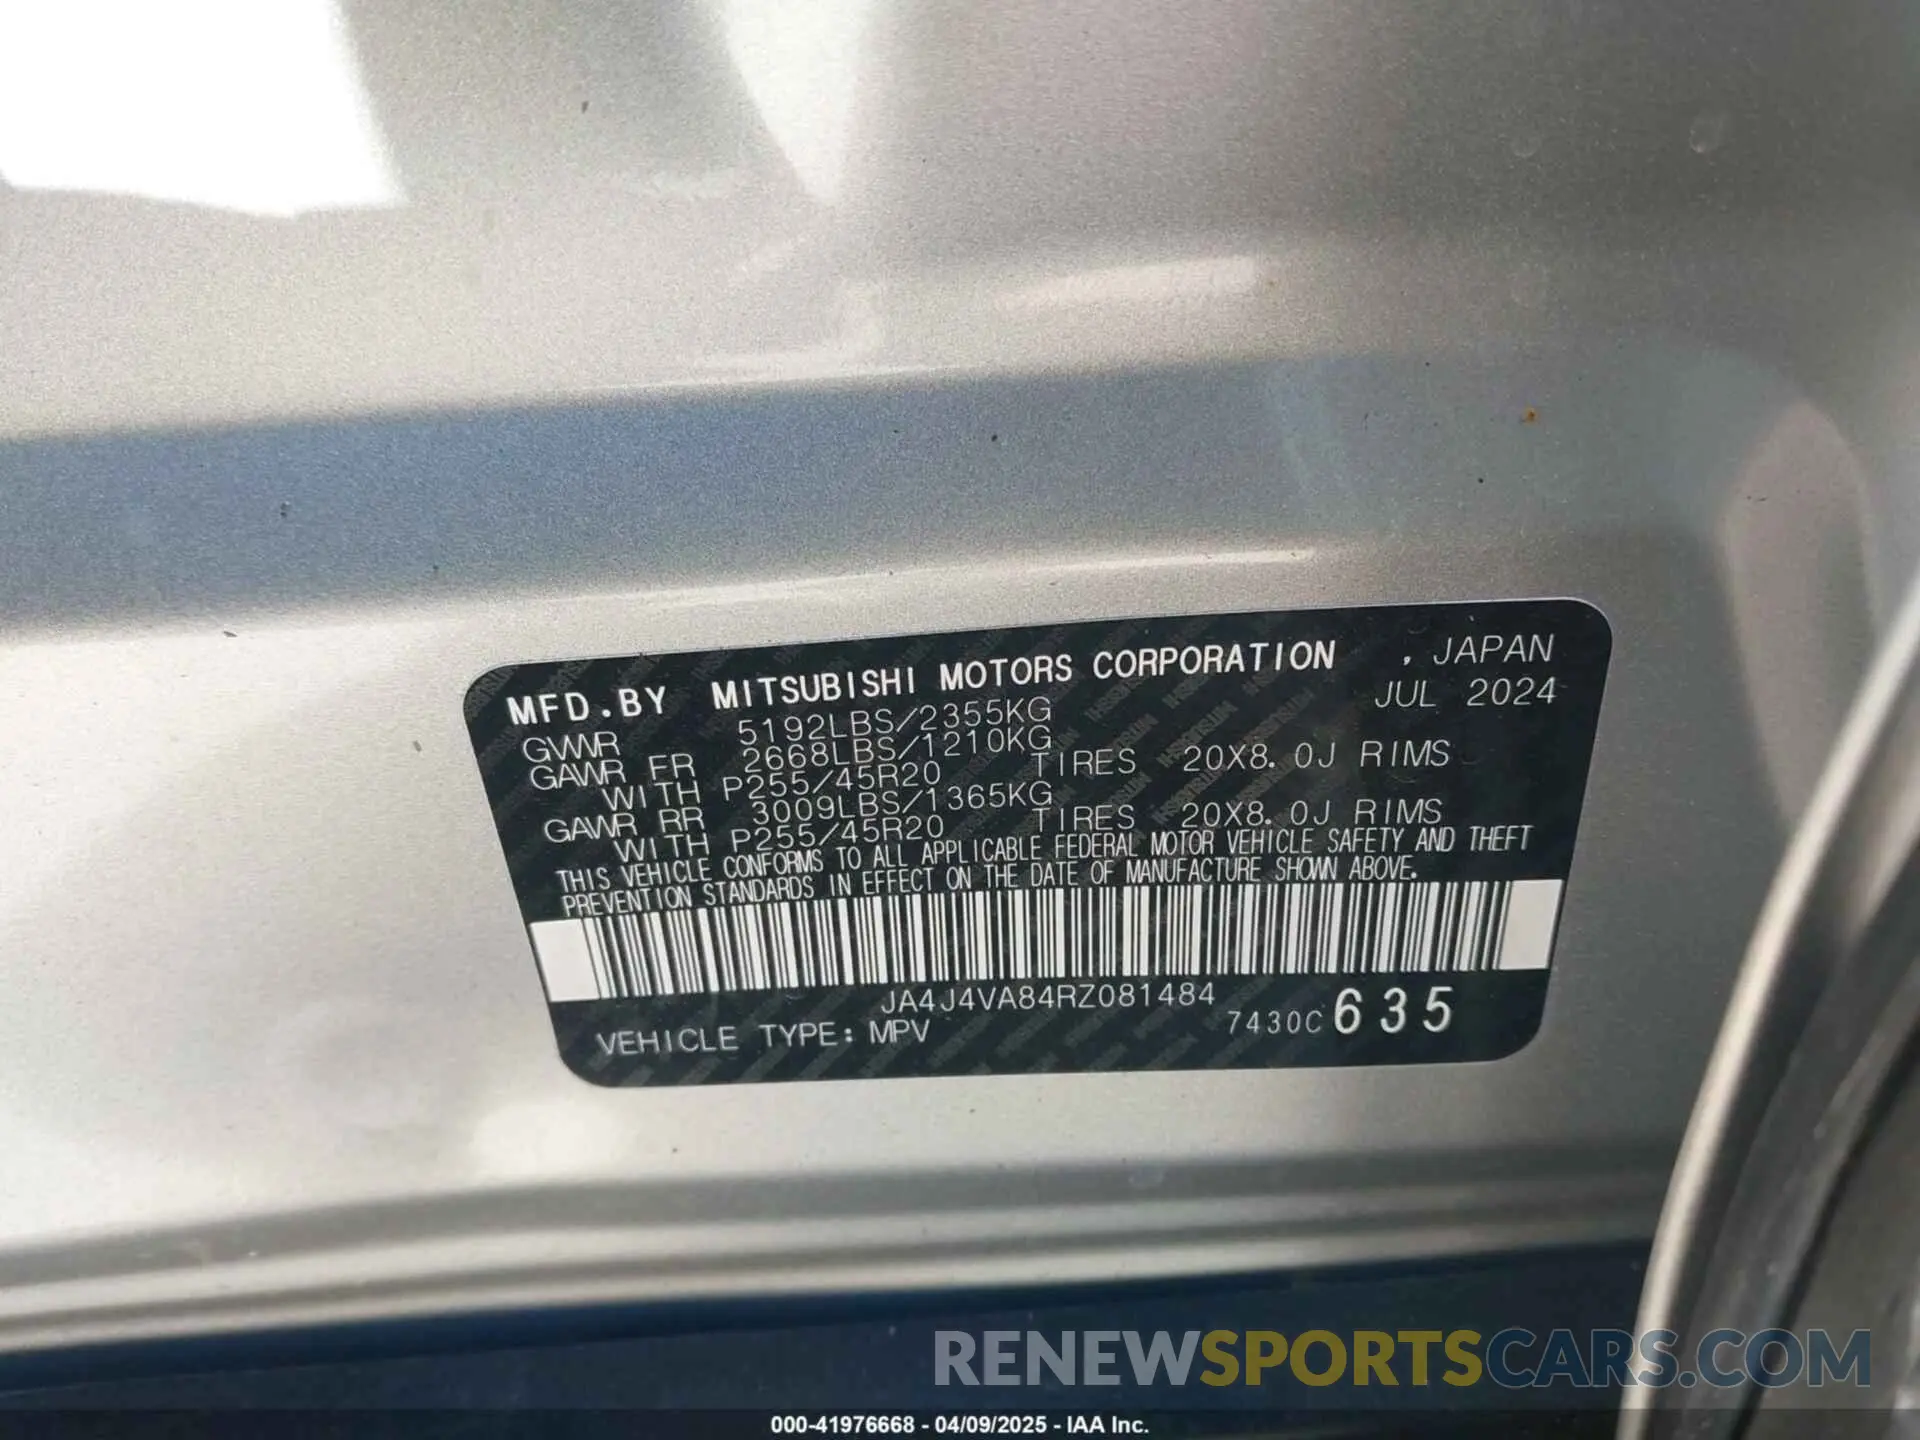 MFD.BY MITSUBISHI MOTORS CORPORATION , JAPAN
GVWR 5192LBS/2355KG JUL 2024
GAWR FR 2668LBS/1210KG
WITH P255/45R20 TIRES 20X8.0J RIMS
GAWR RR 3009LBS/1365KG
WITH P255/45R20 TIRES 20X8.0J RIMS
THIS VEHICLE CONFORMS TO ALL APPLICABLE FEDERAL MOTOR VEHICLE SAFETY AND THEFT
PREVENTION STANDARDS IN EFFECT ON THE DATE OF MANUFACTURE SHOWN ABOVE.
JA4J4VA84RZ081484
VEHICLE TYPE: MPV 7430C 635
RENEWSPORTSCARS.COM
000-41976668 - 04/09/2025 - IAA Inc.